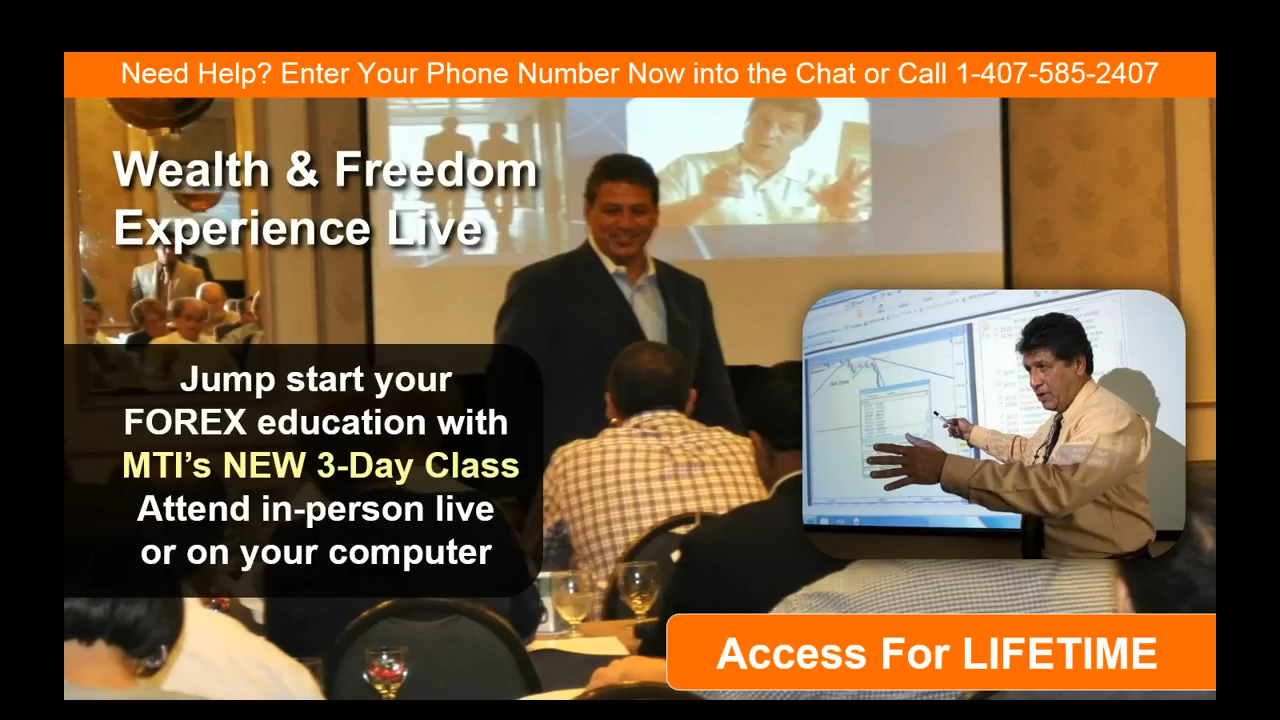 Need Help? Enter Your Phone Number Now into the Chat or Call 1-407-585-2407
Wealth & Freedom
Experience Live
Jump start your
FOREX education with
MTI’s NEW 3-Day Class
Attend in-person live
or on your computer
Access For LIFETIME